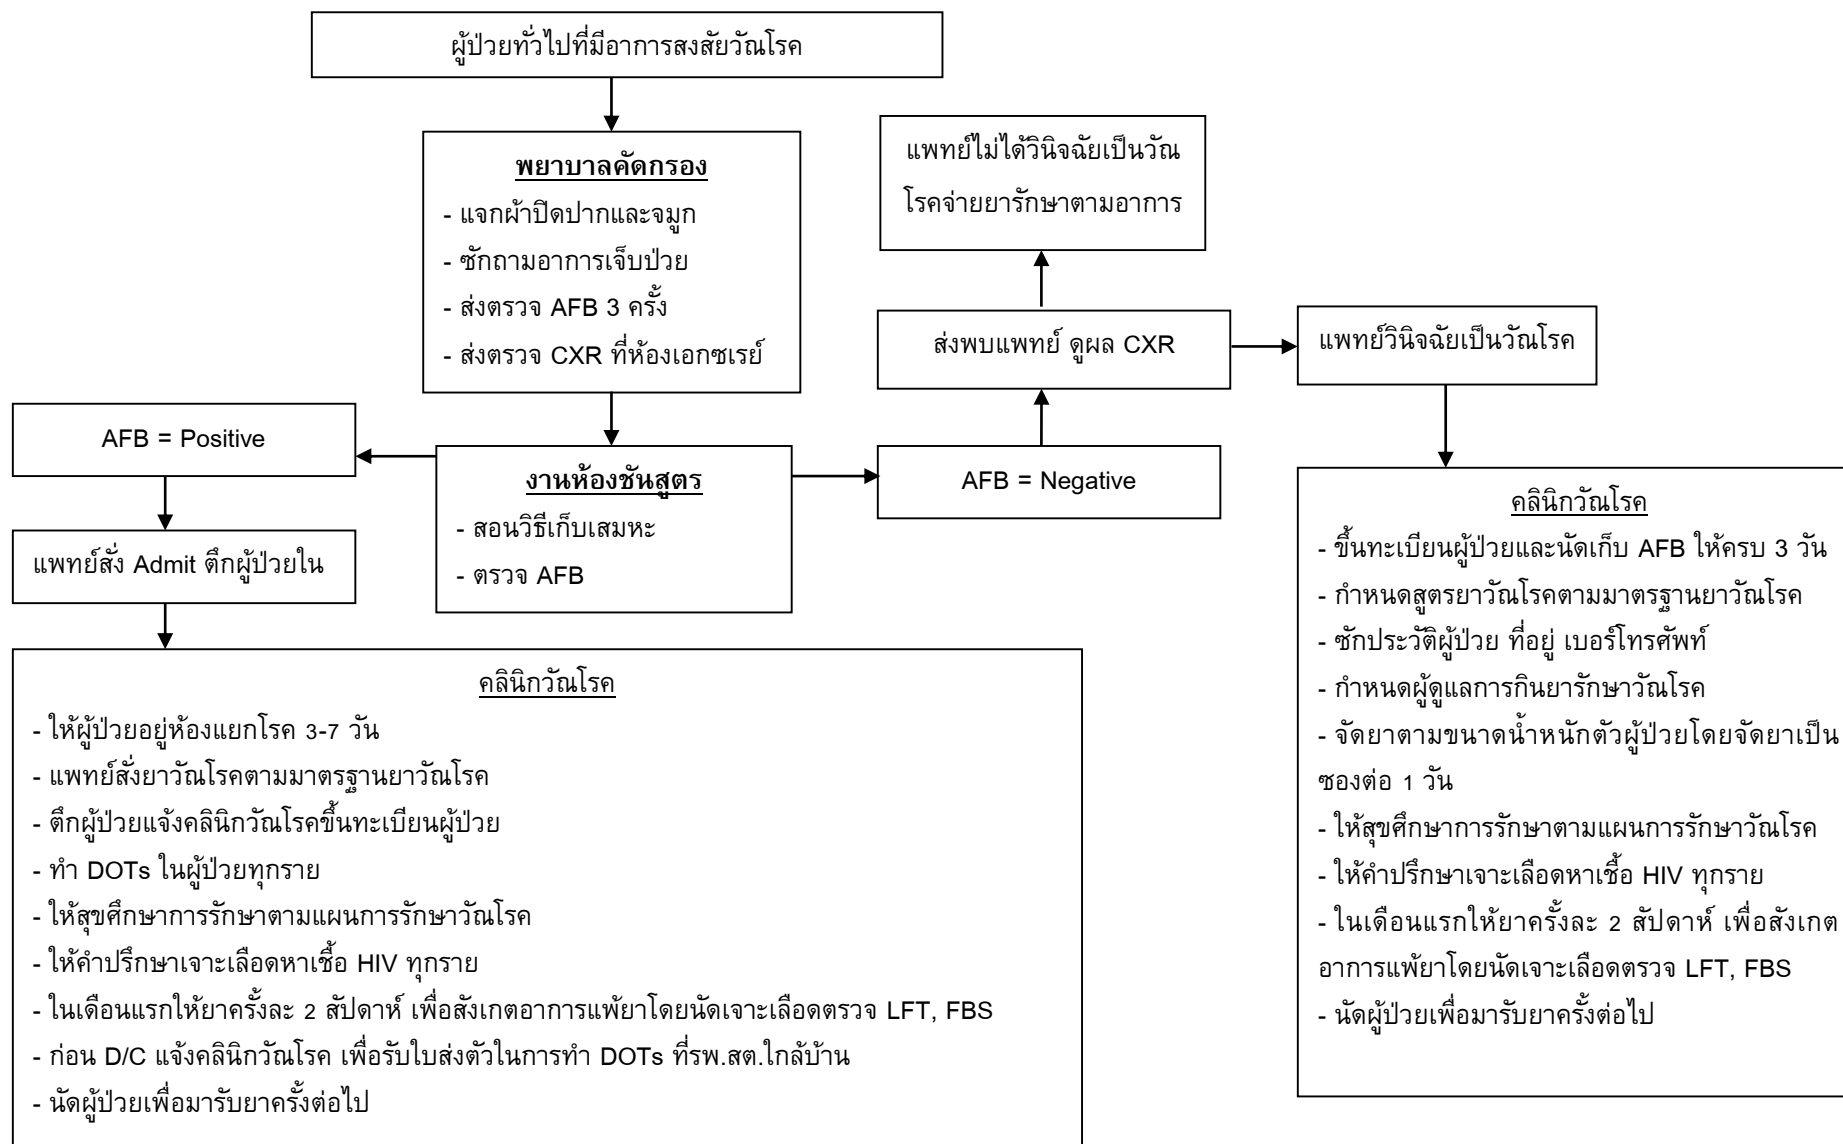 ผู้ป่วยทั่วไปที่มีอาการสงสัยวัณโรค
พยาบาลคัดกรอง
- แจกผ้าปิดปากและจมูก
- ซักถามอาการเจ็บป่วย
- ส่งตรวจ AFB 3 ครั้ง
- ส่งตรวจ CXR ที่ห้องเอกซเรย์
แพทย์ไม่ได้วินิจฉัยเป็นวัณ
โรคจ่ายยารักษาตามอาการ
ส่งพบแพทย์ ดูผล CXR
แพทย์วินิจฉัยเป็นวัณโรค
AFB = Positive
งานห้องชันสูตร
- สอนวิธีเก็บเสมหะ
- ตรวจ AFB
AFB = Negative
แพทย์สั่ง Admit ตึกผู้ป่วยใน
คลินิกวัณโรค
- ให้ผู้ป่วยอยู่ห้องแยกโรค 3-7 วัน
- แพทย์สั่งยาวัณโรคตามมาตรฐานยาวัณโรค
- ตึกผู้ป่วยแจ้งคลินิกวัณโรคขึ้นทะเบียนผู้ป่วย
- ทำ DOTs ในผู้ป่วยทุกราย
- ให้สุขศึกษาการรักษาตามแผนการรักษาวัณโรค
- ให้คำปรึกษาเจาะเลือดหาเชื้อ HIV ทุกราย
- ในเดือนแรกให้ยาครั้งละ 2 สัปดาห์ เพื่อสังเกตอาการแพ้ยาโดยนัดเจาะเลือดตรวจ LFT, FBS
- ก่อน D/C แจ้งคลินิกวัณโรค เพื่อรับใบส่งตัวในการทำ DOTs ที่รพ.สต.ใกล้บ้าน
- นัดผู้ป่วยเพื่อมารับยาครั้งต่อไป
คลินิกวัณโรค
- ขึ้นทะเบียนผู้ป่วยและนัดเก็บ AFB ให้ครบ 3 วัน
- กำหนดสูตรยาวัณโรคตามมาตรฐานยาวัณโรค
- ซักประวัติผู้ป่วย ที่อยู่ เบอร์โทรศัพท์
- กำหนดผู้ดูแลการกินยารักษาวัณโรค
- จัดยาตามขนาดน้ำหนักตัวผู้ป่วยโดยจัดยาเป็น
ซองต่อ 1 วัน
- ให้สุขศึกษาการรักษาตามแผนการรักษาวัณโรค
- ให้คำปรึกษาเจาะเลือดหาเชื้อ HIV ทุกราย
- ในเดือนแรกให้ยาครั้งละ 2 สัปดาห์ เพื่อสังเกต
อาการแพ้ยาโดยนัดเจาะเลือดตรวจ LFT, FBS
- นัดผู้ป่วยเพื่อมารับยาครั้งต่อไป